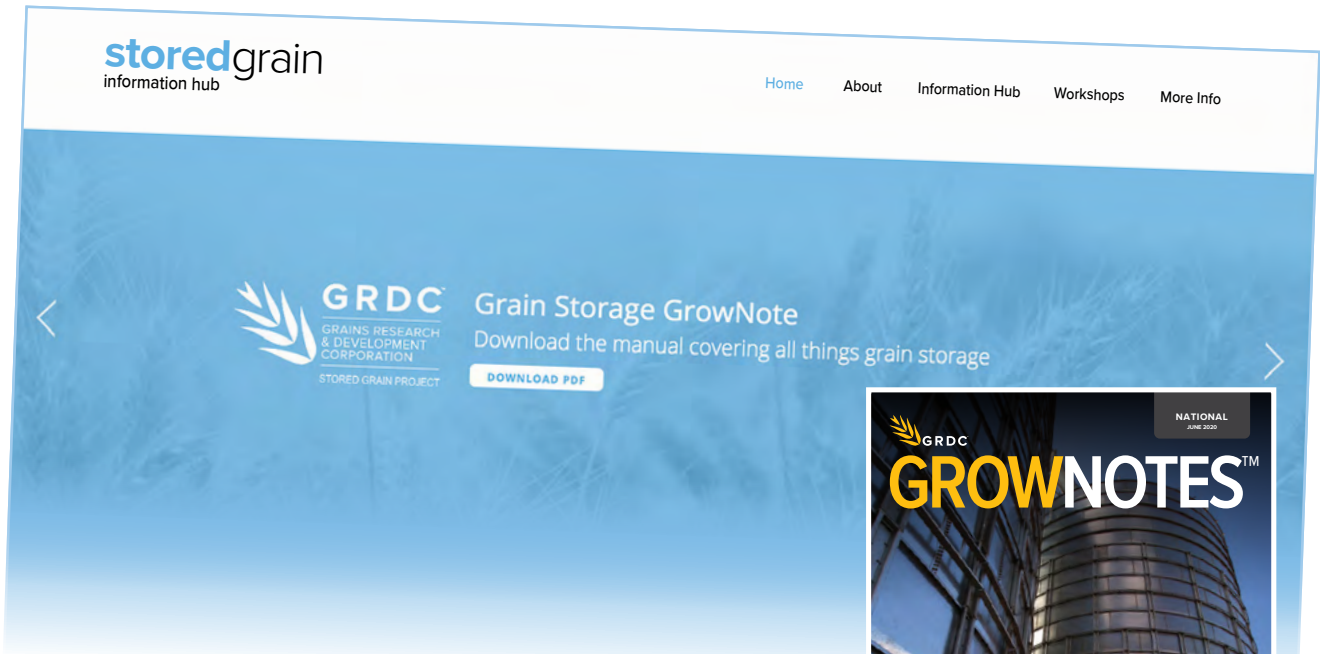 storedgrain
information hub
Home About Information Hub Workshops More Info
GRDC™
GRAINS RESEARCH
& DEVELOPMENT
CORPORATION
STORED GRAIN PROJECT
Grain Storage GrowNote
Download the manual covering all things grain storage
DOWNLOAD PDF
NATIONAL
JUNE 2020
GRDC
GROWNOTES™